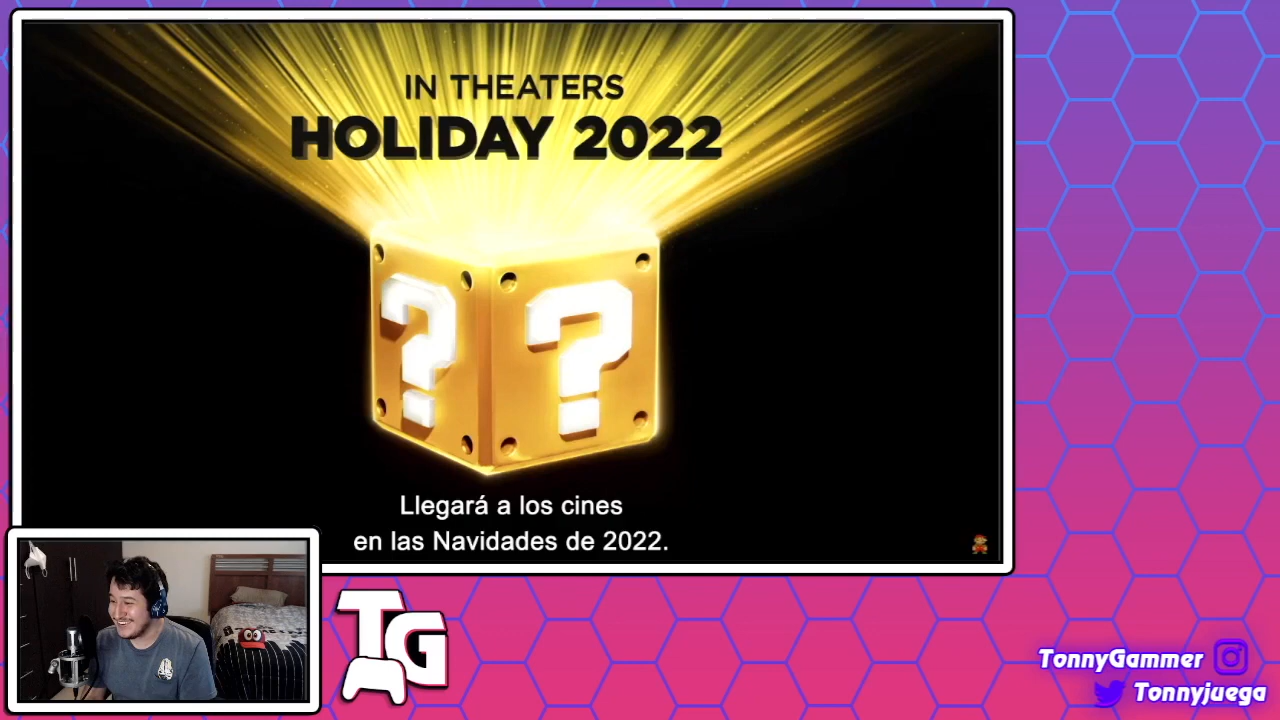 IN THEATERS
HOLIDAY 2022
? ?
Llegará a los cines
en las Navidades de 2022.
TG
TonnyGammer
Tonnyjuega